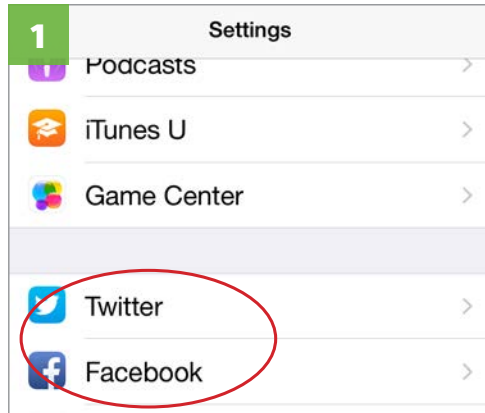 1
Settings
Podcasts
iTunes U
Game Center
Twitter
Facebook